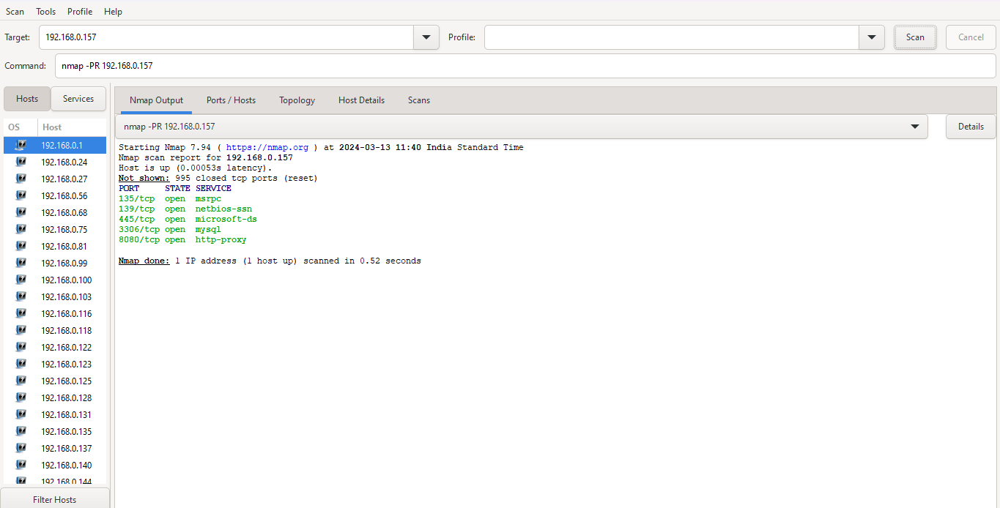 Scan Tools Profile Help
Target: 192.168.0.157 Profile: Scan Cancel
Command: nmap -PR 192.168.0.157
Hosts Services
Nmap Output Ports / Hosts Topology Host Details Scans
OS Host
nmap -PR 192.168.0.157 Details
192.168.0.1
192.168.0.24
192.168.0.27
192.168.0.56
192.168.0.68
192.168.0.75
192.168.0.81
192.168.0.99
192.168.0.100
192.168.0.103
192.168.0.116
192.168.0.118
192.168.0.122
192.168.0.123
192.168.0.125
192.168.0.128
192.168.0.131
192.168.0.135
192.168.0.137
192.168.0.140
192.168.0.144
Filter Hosts
Starting Nmap 7.94 ( https://nmap.org ) at 2024-03-13 11:40 India Standard Time
Nmap scan report for 192.168.0.157
Host is up (0.00053s latency).
Not shown: 995 closed tcp ports (reset)
PORT STATE SERVICE
135/tcp open msrpc
139/tcp open netbios-ssn
445/tcp open microsoft-ds
3306/tcp open mysql
8080/tcp open http-proxy
Nmap done: 1 IP address (1 host up) scanned in 0.52 seconds